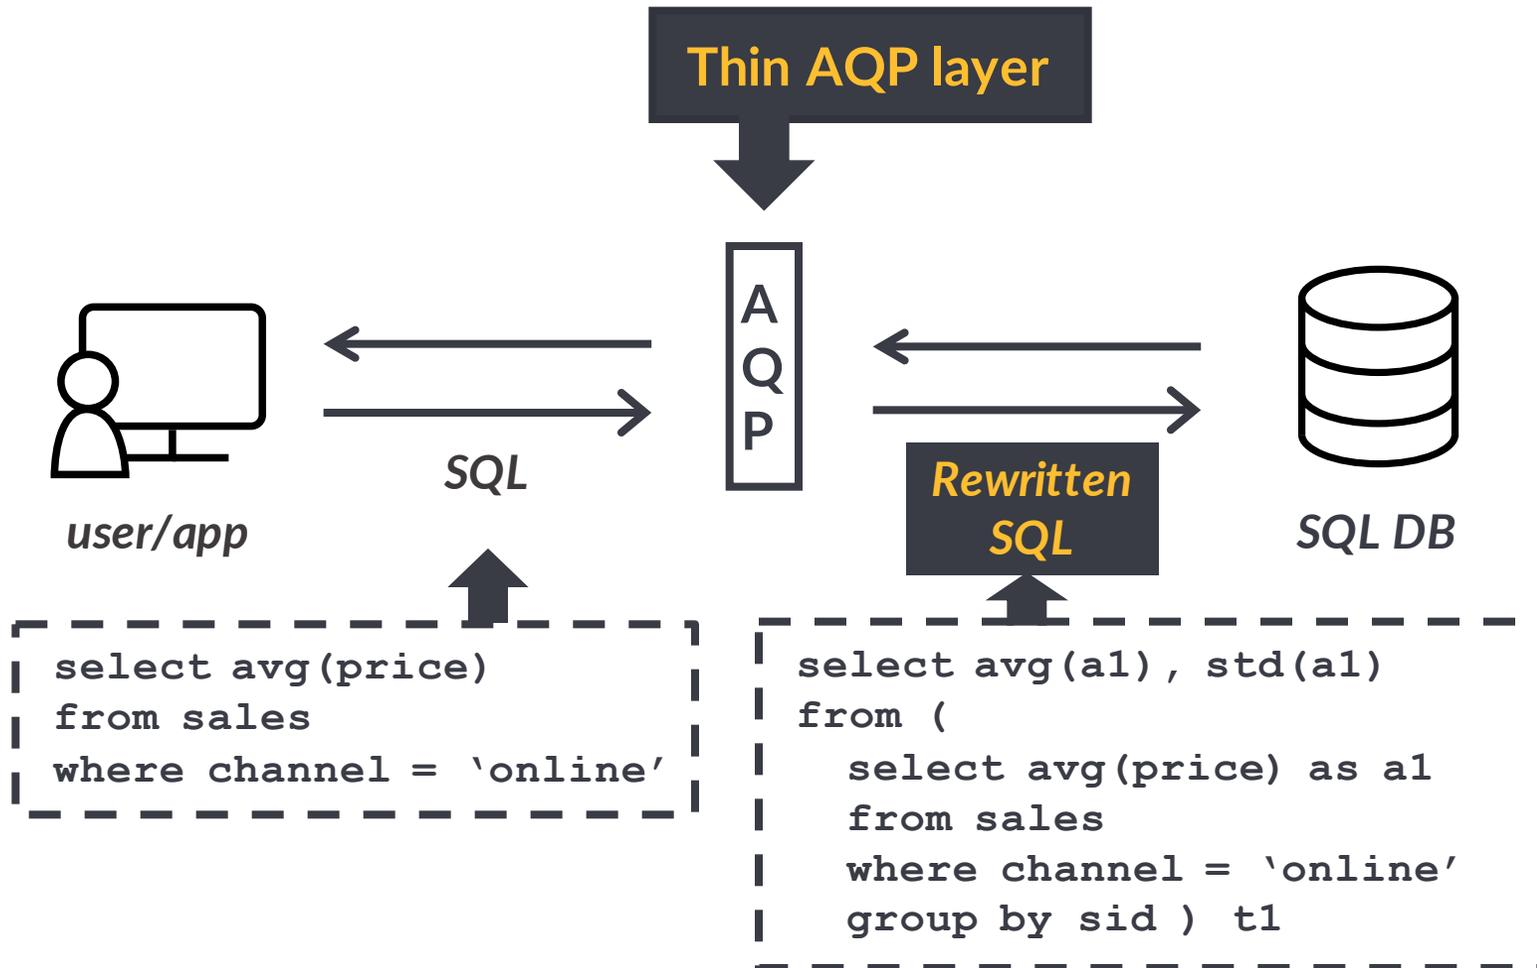 Thin AQP layer
A
Q
P
SQL
Rewritten
SQL
user/app
SQL DB
select avg(price)
from sales
where channel = ‘online’
select avg(a1), std(a1)
from (
select avg(price) as a1
from sales
where channel = ‘online’
group by sid ) t1